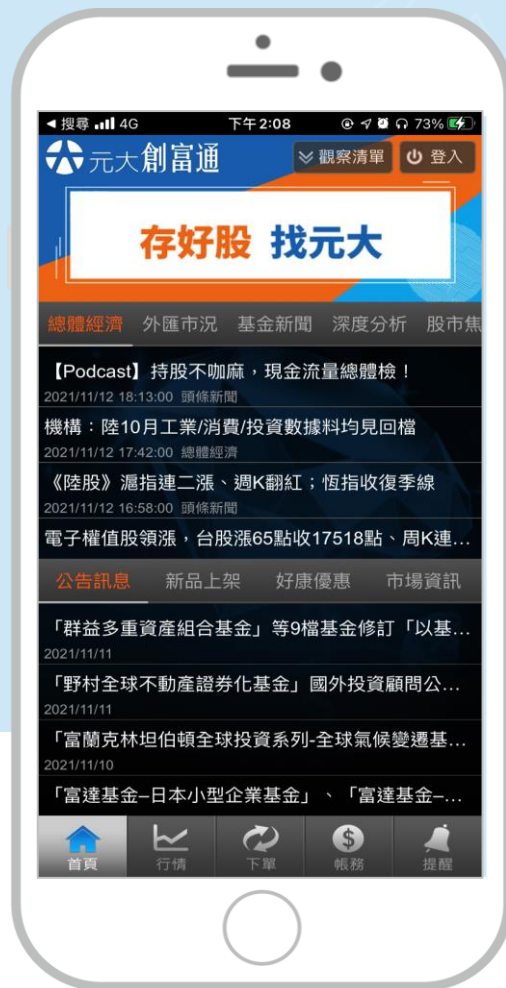 搜尋 4G 下午2:08 73%
元大創富通 觀察清單 登入
存好股 找元大
總體經濟 外匯市況 基金新聞 深度分析 股市焦
【Podcast】持股不咖麻，現金流量總體檢！
2021/11/12 18:13:00 頭條新聞
機構：陸10月工業/消費/投資數據料均見回檔
2021/11/12 17:42:00 總體經濟
《陸股》滬指連二漲、週K翻紅；恆指收復季線
2021/11/12 16:58:00 頭條新聞
電子權值股領漲，台股漲65點收17518點、周K連...
公告訊息 新品上架 好康優惠 市場資訊
「群益多重資產組合基金」等9檔基金修訂「以基...
2021/11/11
「野村全球不動產證券化基金」國外投資顧問公...
2021/11/11
「富蘭克林坦伯頓全球投資系列-全球氣候變遷基...
2021/11/10
「富達基金–日本小型企業基金」、「富達基金–...
首頁 行情 下單 帳務 提醒